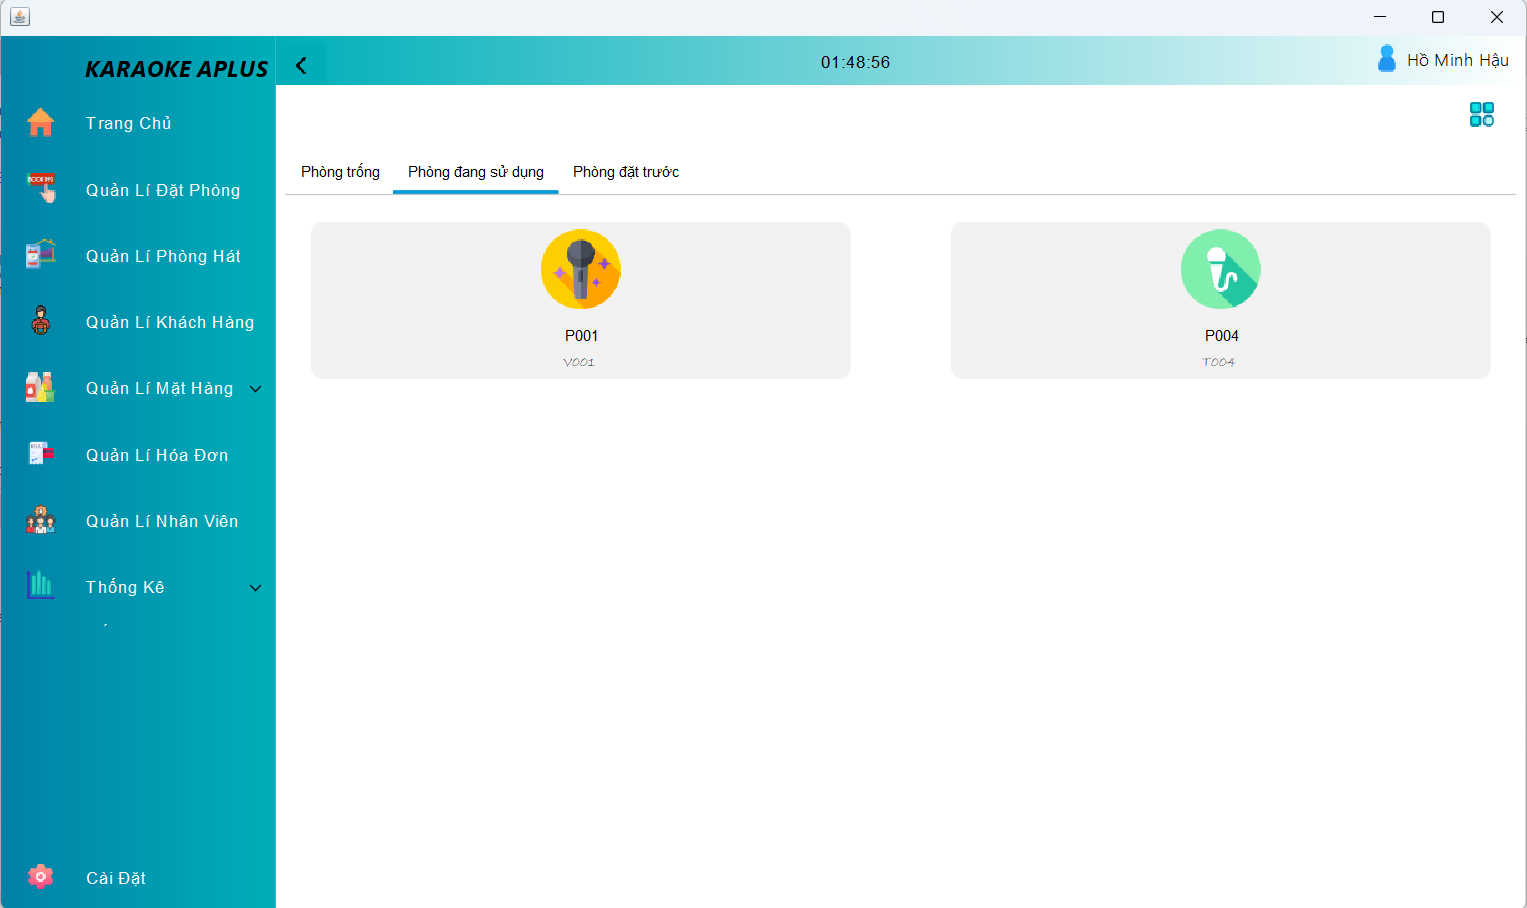 KARAOKE APLUS
01:48:56
Hồ Minh Hậu
Trang Chủ
Quản Lí Đặt Phòng
Quản Lí Phòng Hát
Quản Lí Khách Hàng
Quản Lí Mặt Hàng
Quản Lí Hóa Đơn
Quản Lí Nhân Viên
Thống Kê
Cài Đặt
Phòng trống
Phòng đang sử dụng
Phòng đặt trước
P001
V001
P004
T004